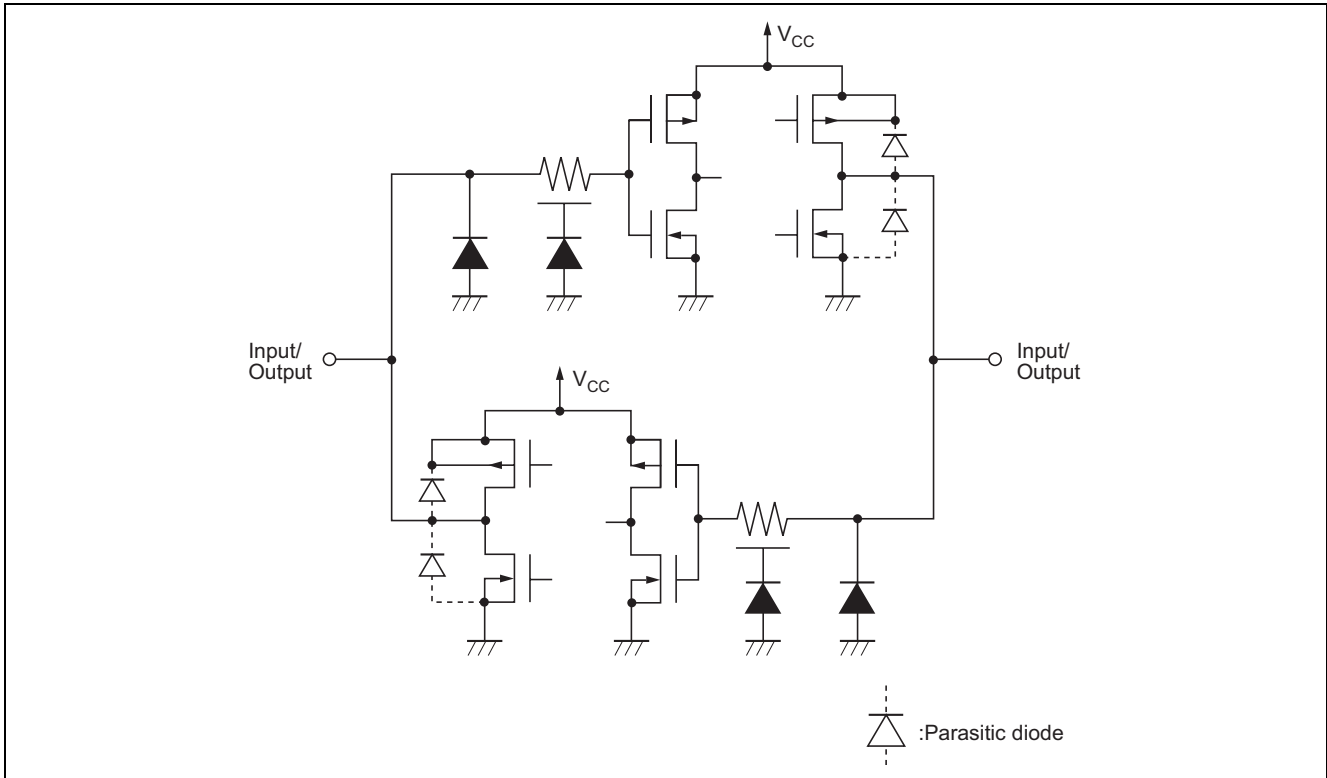 VCC
Input/
Output
Input/
Output
VCC
:Parasitic diode